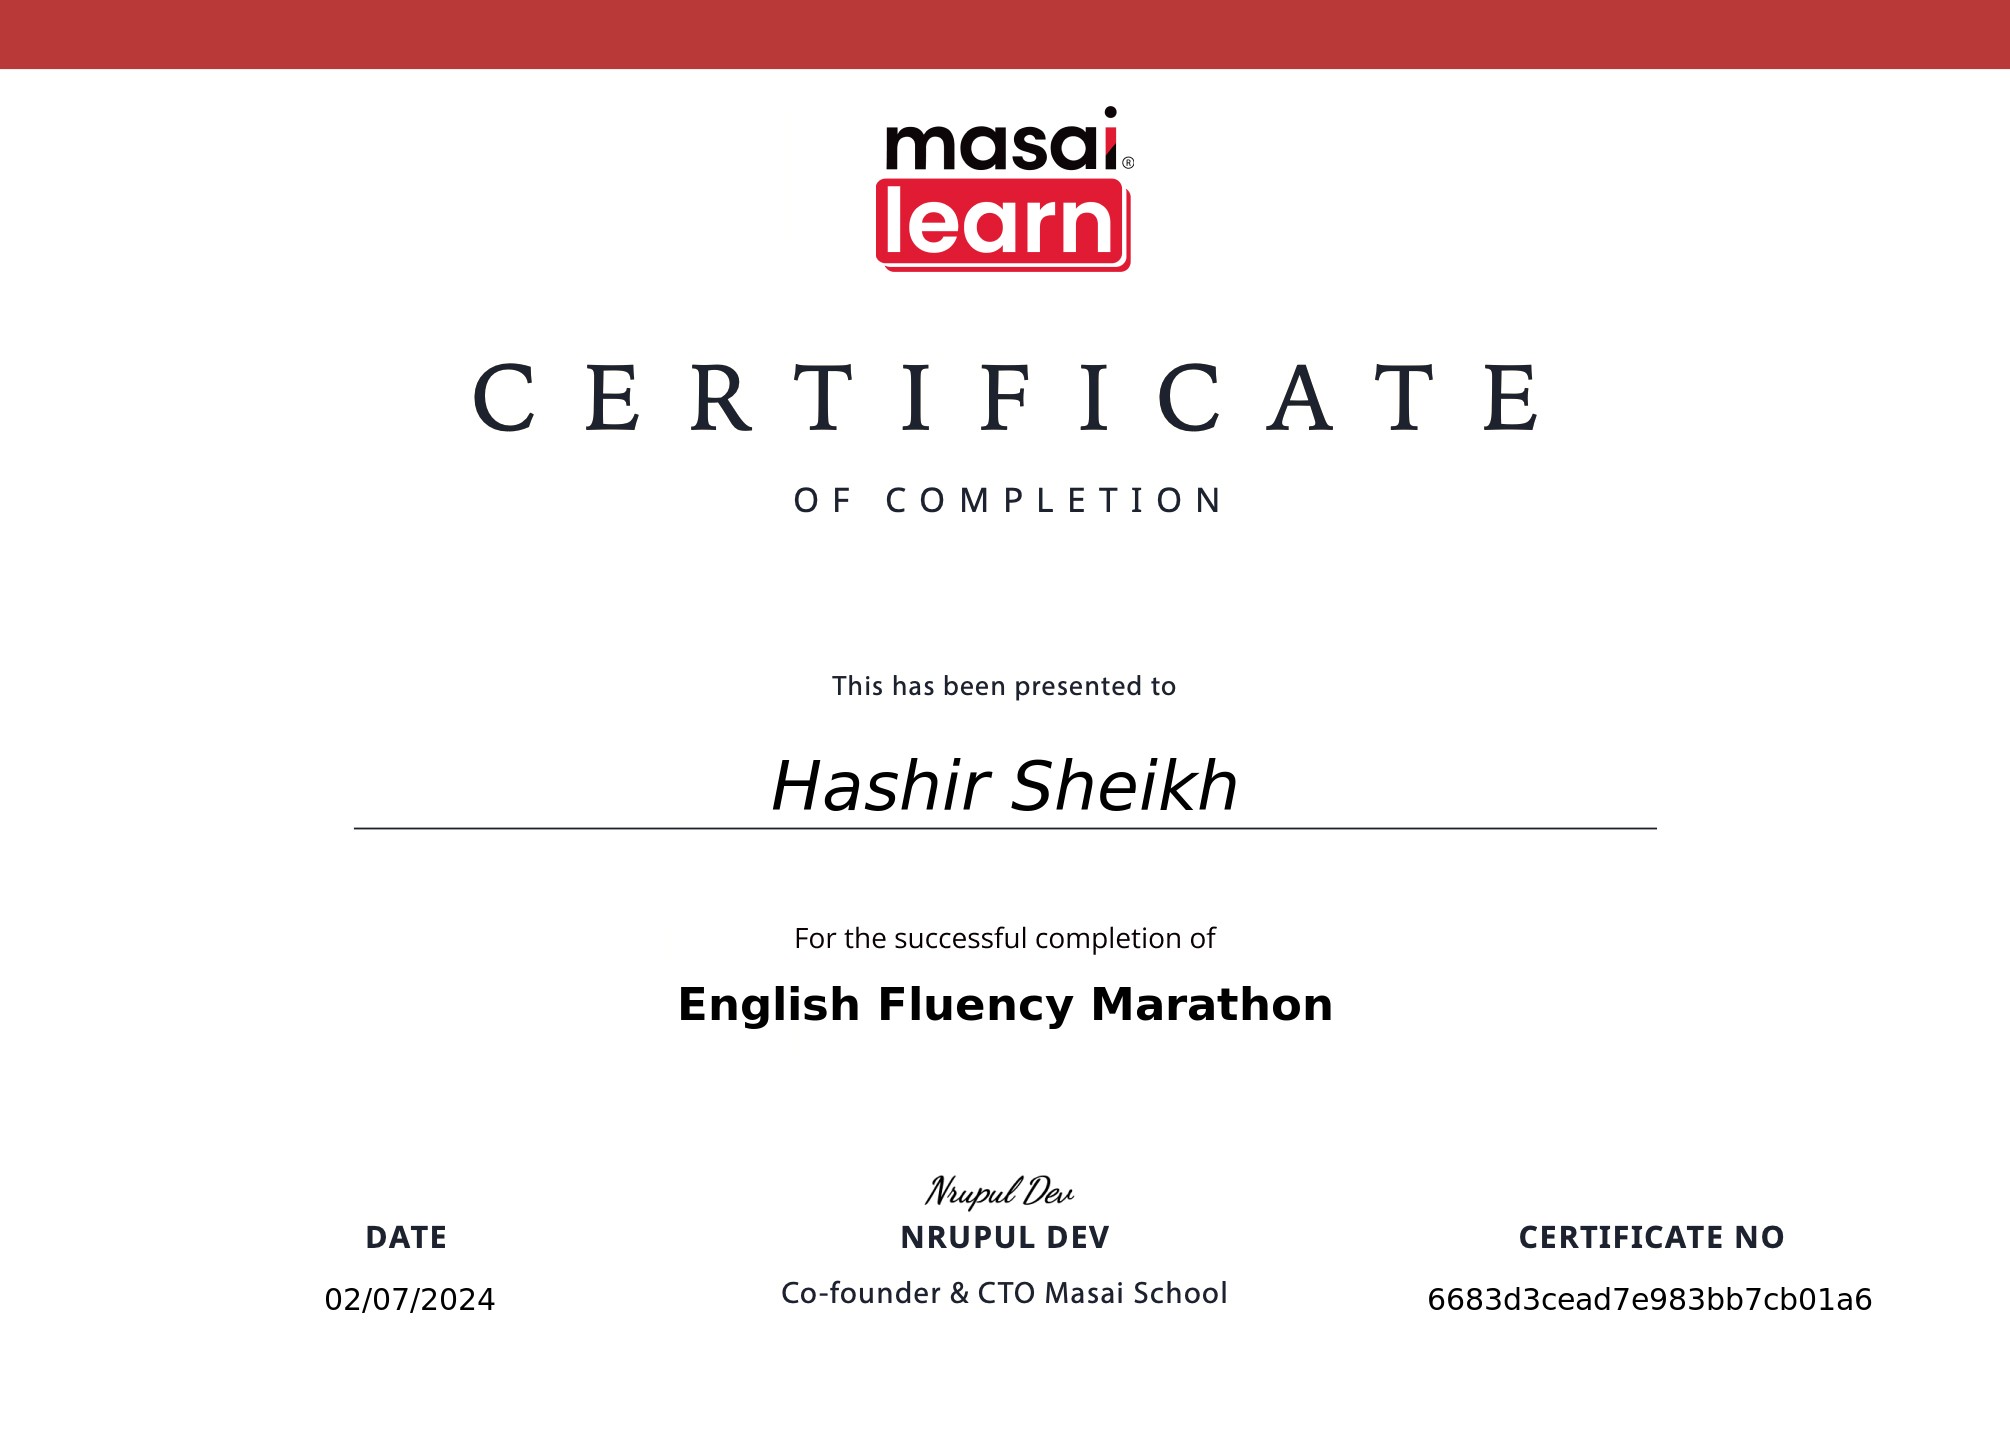 masai®
learn
CERTIFICATE
OF COMPLETION
This has been presented to
Hashir Sheikh
For the successful completion of
English Fluency Marathon
Nrupul Dev
DATE
NRUPUL DEV
CERTIFICATE NO
02/07/2024
Co-founder & CTO Masai School
6683d3cead7e983bb7cb01a6